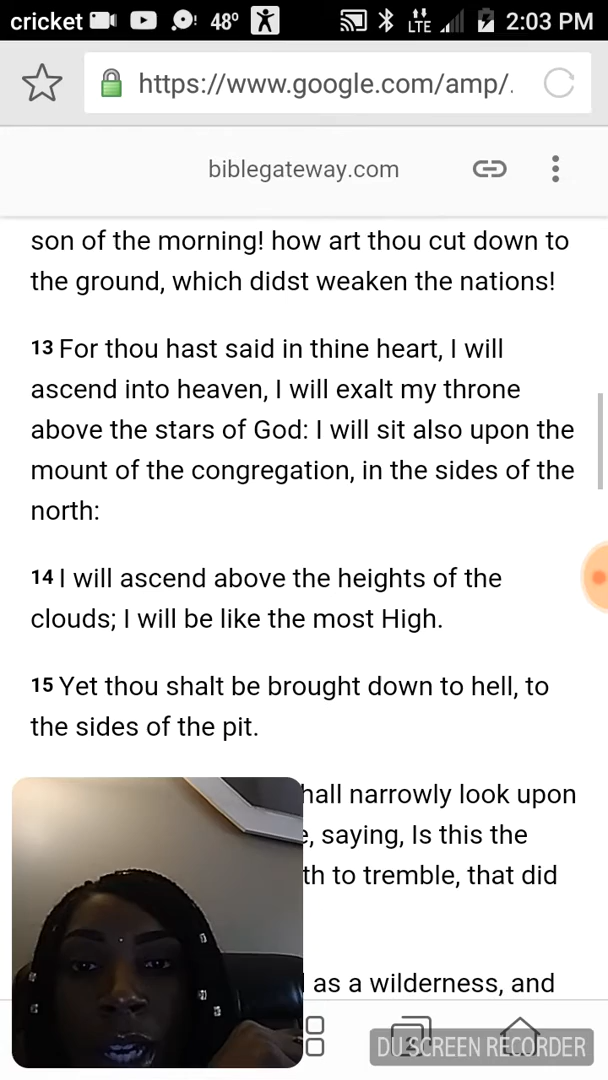 cricket 48° LTE 2:03 PM
https://www.google.com/amp/.
biblegateway.com
son of the morning! how art thou cut down to
the ground, which didst weaken the nations!
13 For thou hast said in thine heart, I will
ascend into heaven, I will exalt my throne
above the stars of God: I will sit also upon the
mount of the congregation, in the sides of the
north:
14 I will ascend above the heights of the
clouds; I will be like the most High.
15 Yet thou shalt be brought down to hell, to
the sides of the pit.
hall narrowly look upon
, saying, Is this the
th to tremble, that did
as a wilderness, and
DU SCREEN RECORDER